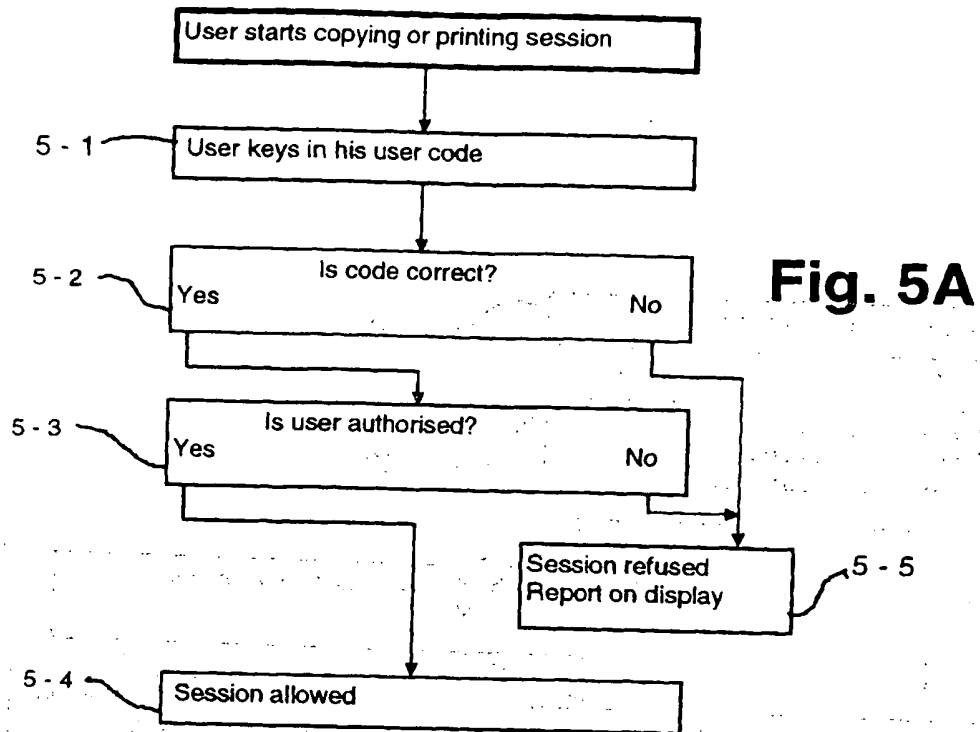 User starts copying or printing session
5 - 1
User keys in his user code
5 - 2
Is code correct?
Yes
No
Fig. 5A
5 - 3
Is user authorised?
Yes
No
Session refused
Report on display
5 - 5
5 - 4
Session allowed